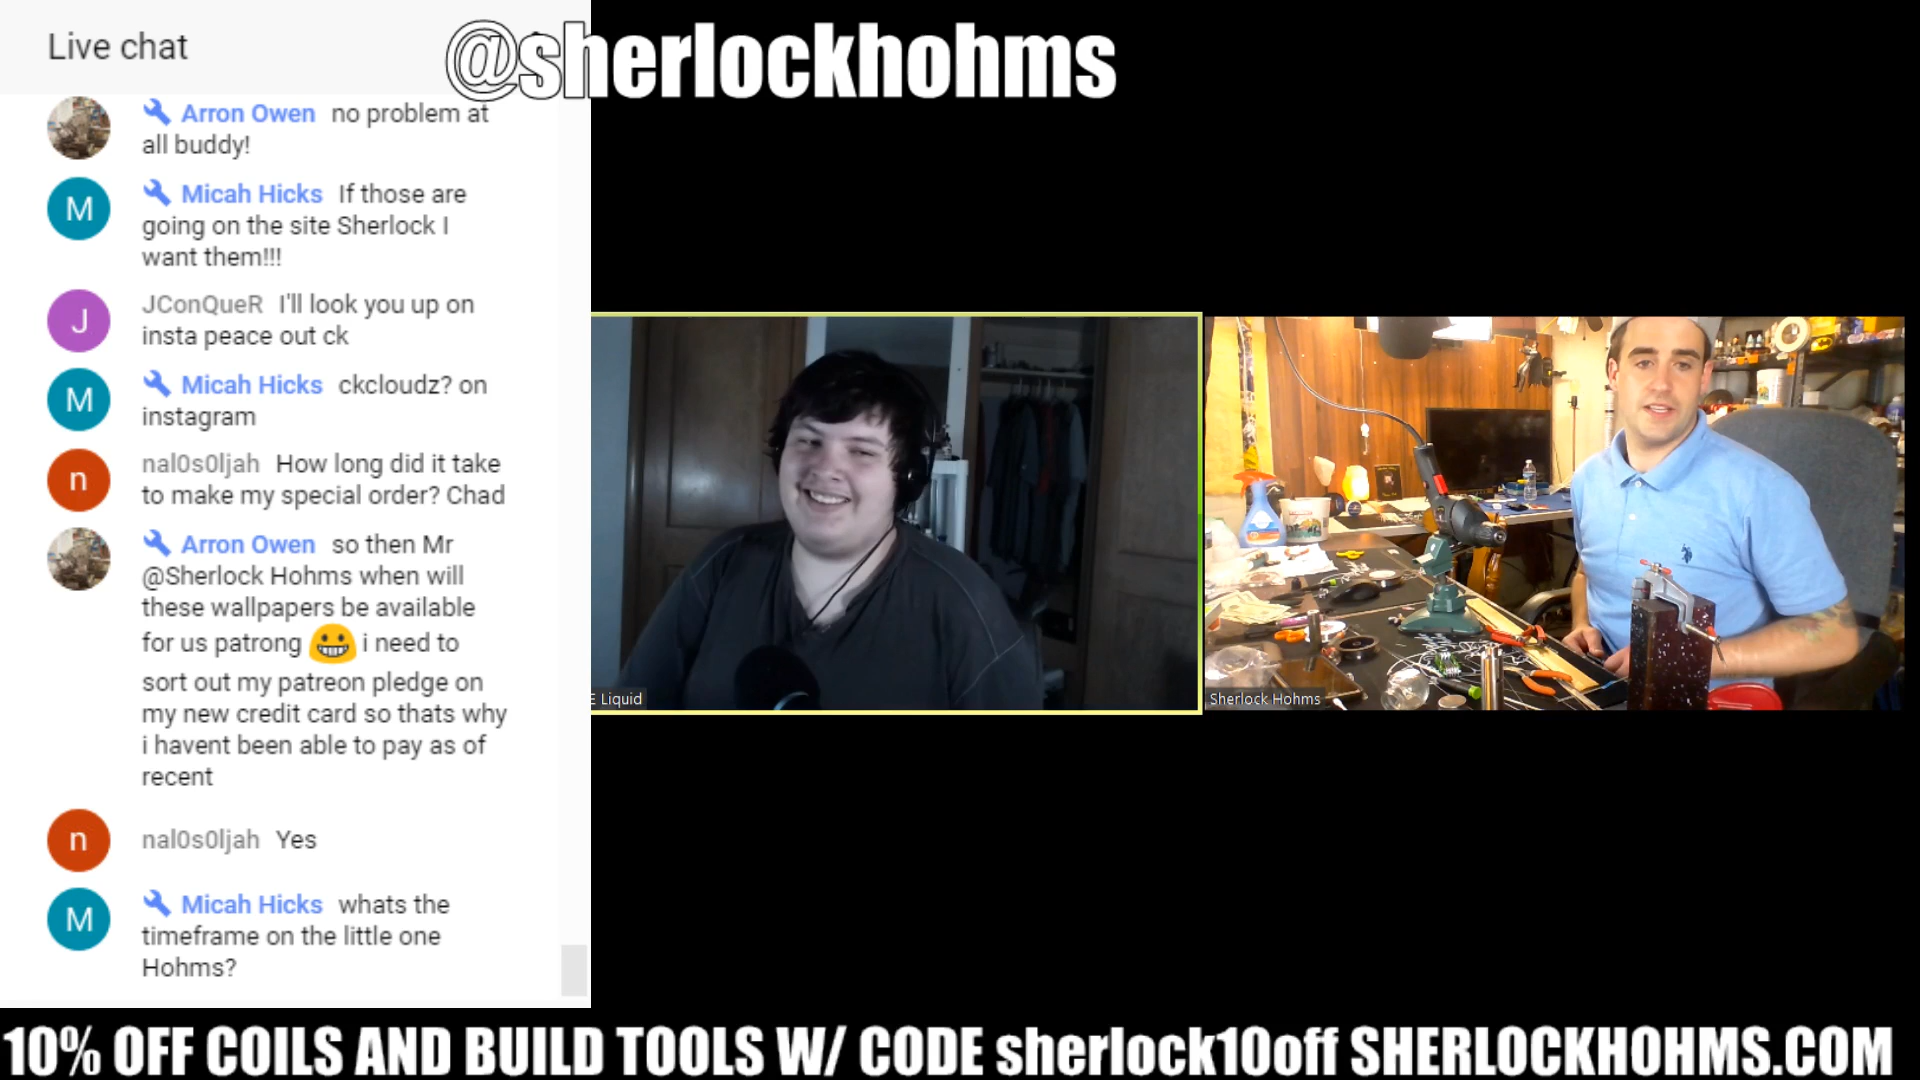 Live chat
@sherlockhohms
Arron Owen no problem at
all buddy!
M
Micah Hicks If those are
going on the site Sherlock I
want them!!!
J
JConQueR I'll look you up on
insta peace out ck
M
Micah Hicks ckcloudz? on
instagram
n
nal0s0ljah How long did it take
to make my special order? Chad
Arron Owen so then Mr
@Sherlock Hohms when will
these wallpapers be available
for us patrong 😀 i need to
sort out my patreon pledge on
my new credit card so thats why
i havent been able to pay as of
recent
n
nal0s0ljah Yes
M
Micah Hicks whats the
timeframe on the little one
Hohms?
E Liquid
Sherlock Hohms
10% OFF COILS AND BUILD TOOLS W/ CODE sherlock10off SHERLOCKHOHMS.COM